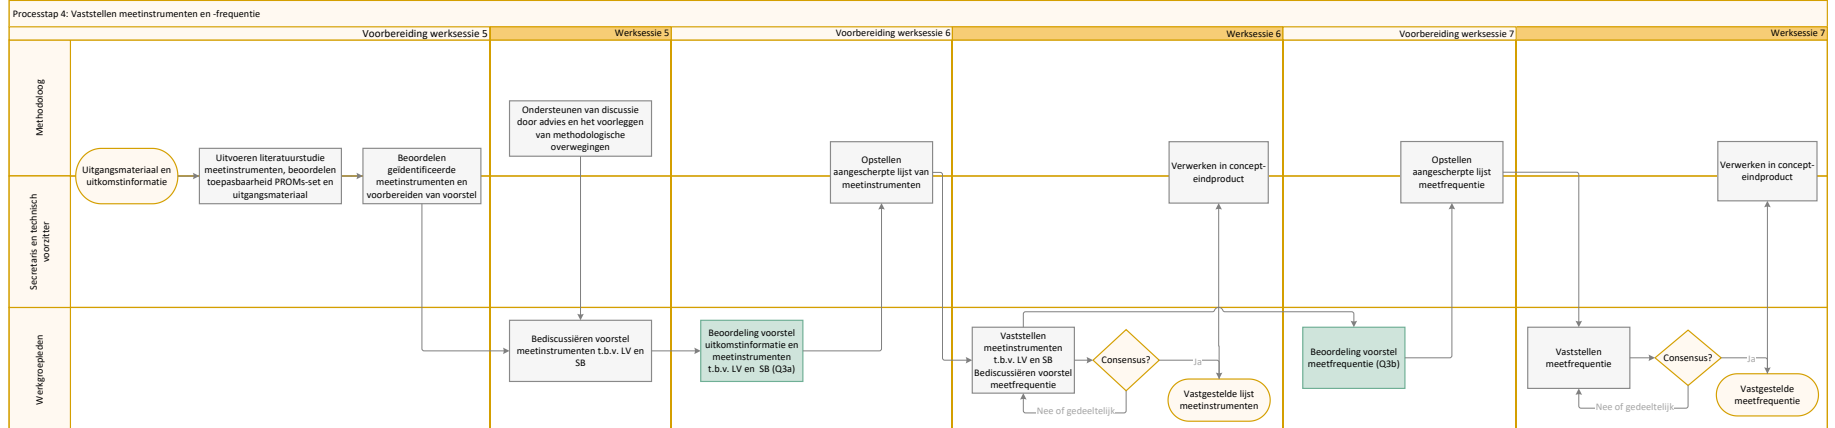 Processtap 4: Vaststellen meetinstrumenten en -frequentie
Voorbereiding werksessie 5
Werksessie 5
Voorbereiding werksessie 6
Werksessie 6
Voorbereiding werksessie 7
Werksessie 7
Methodoloog
Secretaris en technisch
voorzitter
Werkgroepleden
Uitgangsmateriaal en
uitkomstinformatie
Uitvoeren literatuurstudie
meetinstrumenten, beoordelen
toepasbaarheid PROMs-set en
uitgangsmateriaal
Beoordelen
geïdentificeerde
meetinstrumenten en
voorbereiden van voorstel
Ondersteunen van discussie
door advies en het voorleggen
van methodologische
overwegingen
Bediscussiëren voorstel
meetinstrumenten t.b.v. LV en
SB
Beoordeling voorstel
uitkomstinformatie en
meetinstrumenten
t.b.v. LV en SB (Q3a)
Opstellen
aangescherpte lijst van
meetinstrumenten
Vaststellen
meetinstrumenten
t.b.v. LV en SB
Bediscussiëren voorstel
meetfrequentie
Consensus?
Ja
Nee of gedeeltelijk
Verwerken in concept-
eindproduct
Vastgestelde lijst
meetinstrumenten
Beoordeling voorstel
meetfrequentie (Q3b)
Opstellen
aangescherpte lijst
meetfrequentie
Vaststellen
meetfrequentie
Consensus?
Ja
Nee of gedeeltelijk
Verwerken in concept-
eindproduct
Vastgestelde
meetfrequentie